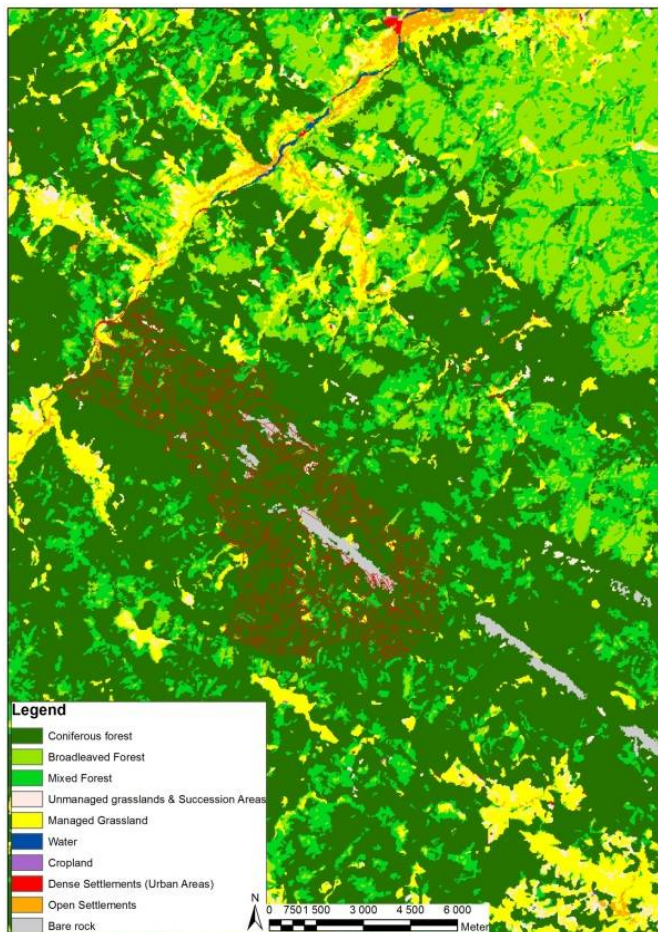 Legend
Coniferous forest
Broadleaved Forest
Mixed Forest
Unmanaged grasslands & Succession Areas
Managed Grassland
Water
Cropland
Dense Settlements (Urban Areas)
Open Settlements
Bare rock
N
0 750 1 500 3 000 4 500 6 000
Meter